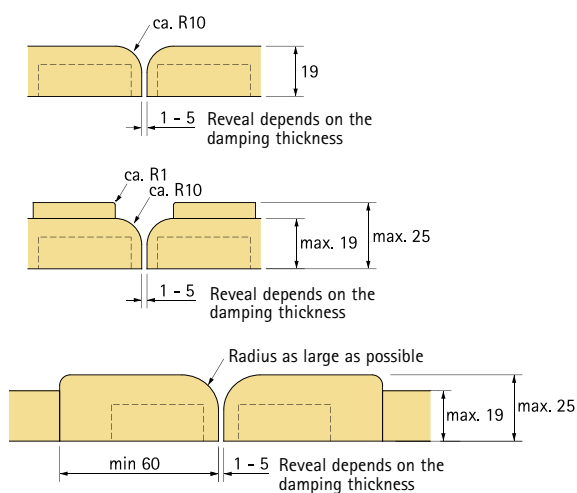 ca. R10
19
1 - 5 Reveal depends on the
damping thickness
ca. R1
ca. R10
max. 19
max. 25
1 - 5 Reveal depends on the
damping thickness
Radius as large as possible
max. 19
max. 25
min 60
1 - 5 Reveal depends on the
damping thickness